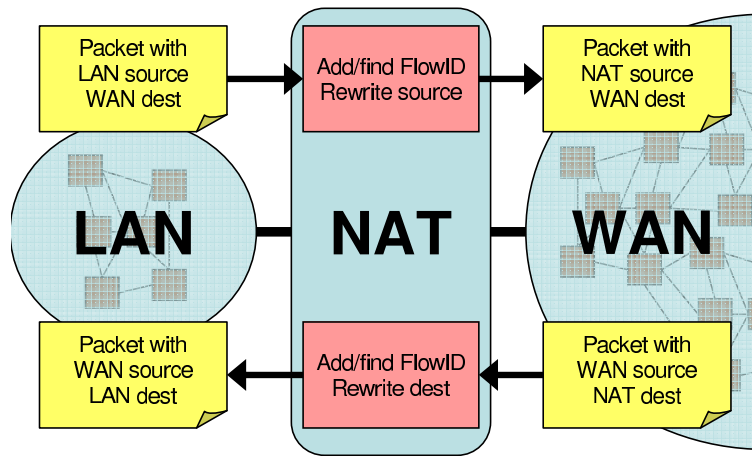 Packet with
LAN source
WAN dest
Add/find FlowID
Rewrite source
Packet with
NAT source
WAN dest
LAN
NAT
WAN
Packet with
WAN source
LAN dest
Add/find FlowID
Rewrite dest
Packet with
WAN source
NAT dest